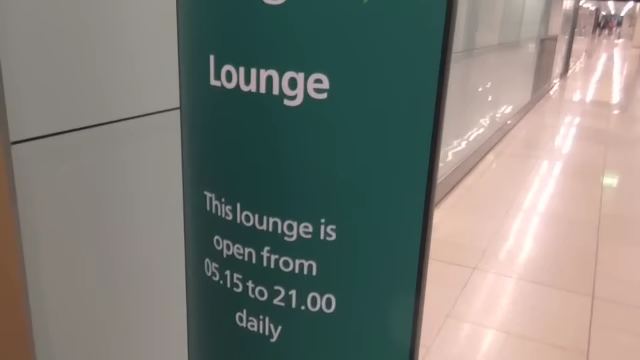 Lounge
This lounge is
open from
05.15 to 21.00
daily